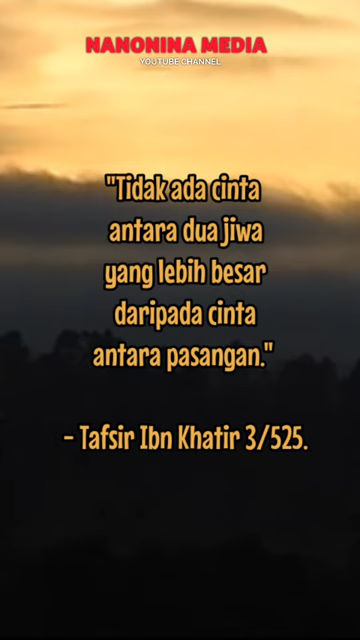 NANONINA MEDIA
YOUTUBE CHANNEL
"Tidak ada cinta
antara dua jiwa
yang lebih besar
daripada cinta
antara pasangan."
- Tafsir Ibn Khatir 3/525.